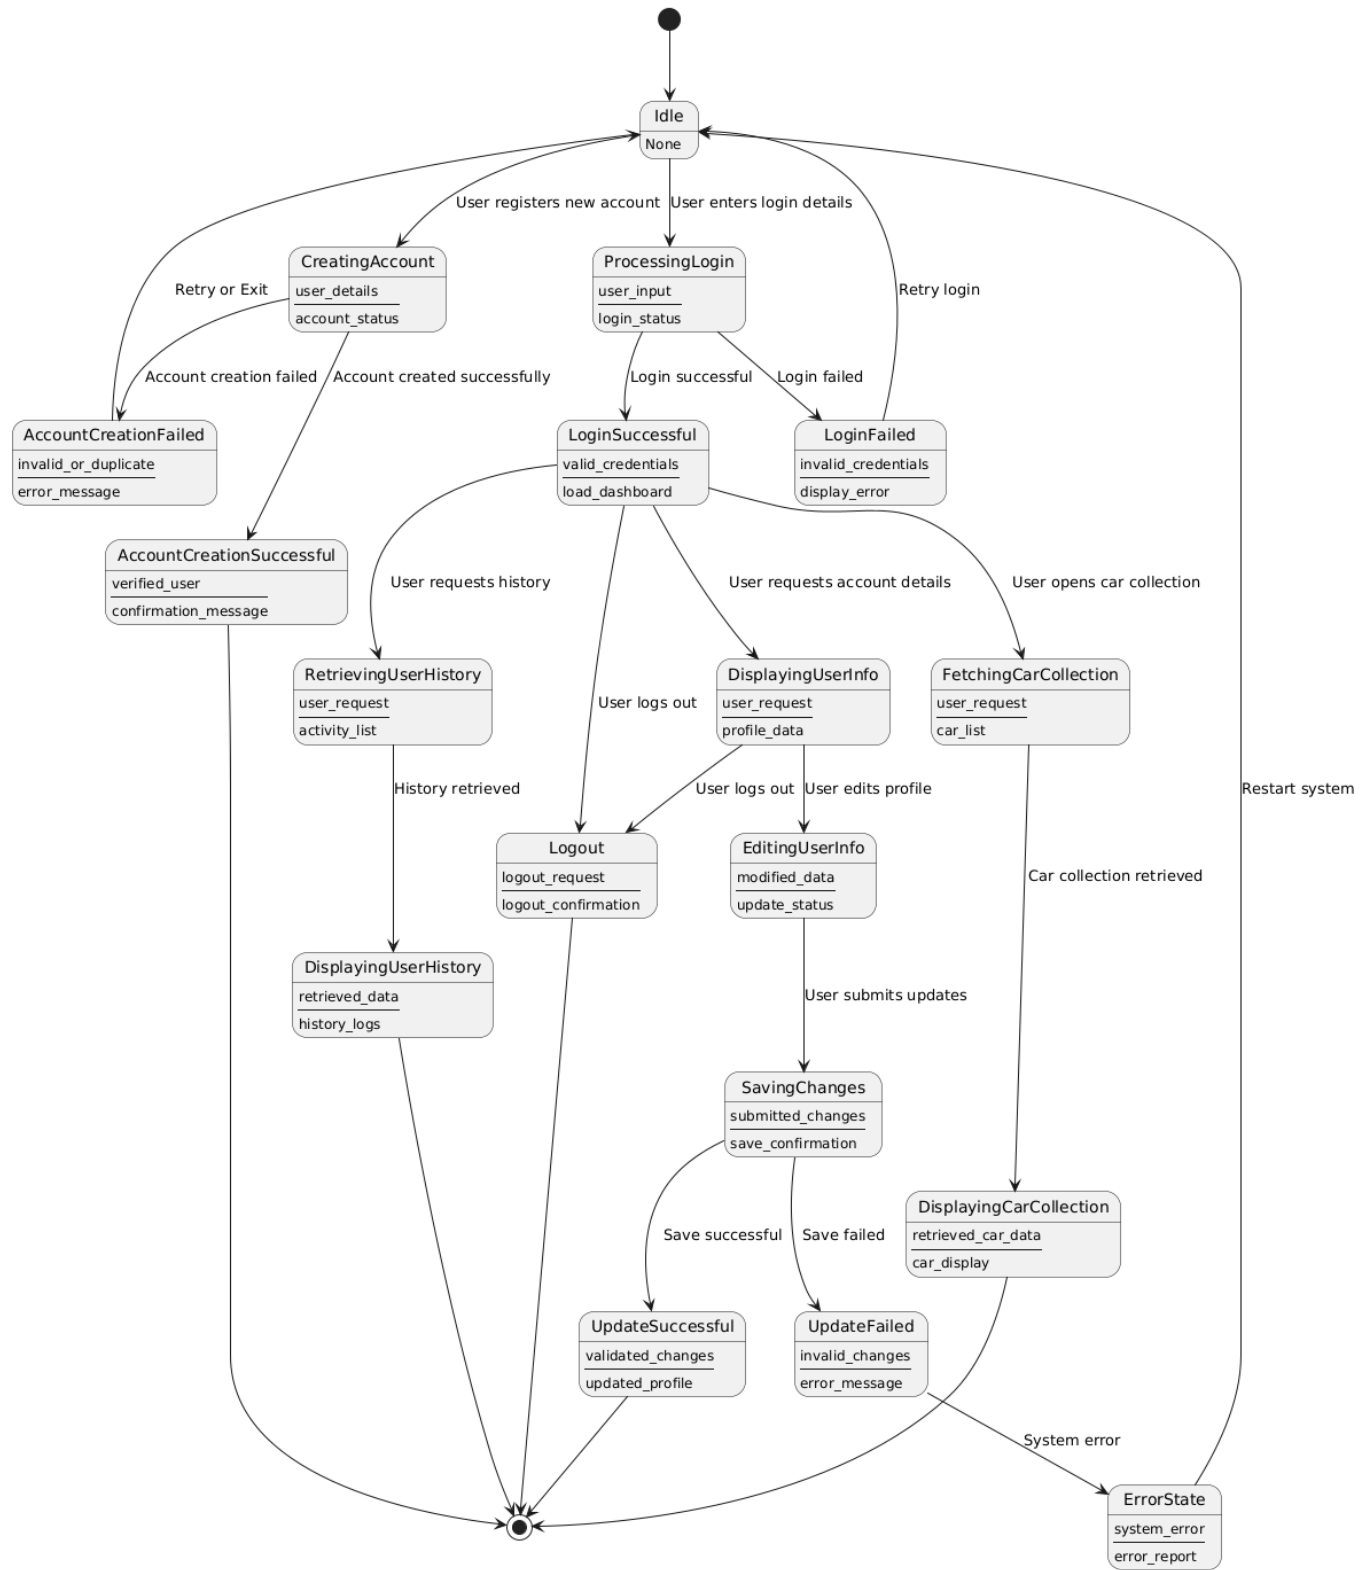 Idle
None
User registers new account
User enters login details
CreatingAccount
user_details
account_status
ProcessingLogin
user_input
login_status
Retry or Exit
Retry login
Account creation failed
Account created successfully
Login successful
Login failed
AccountCreationFailed
invalid_or_duplicate
error_message
LoginSuccessful
valid_credentials
load_dashboard
LoginFailed
invalid_credentials
display_error
AccountCreationSuccessful
verified_user
confirmation_message
User requests history
User requests account details
User opens car collection
RetrievingUserHistory
user_request
activity_list
User logs out
DisplayingUserInfo
user_request
profile_data
FetchingCarCollection
user_request
car_list
History retrieved
User logs out
User edits profile
Restart system
Logout
logout_request
logout_confirmation
EditingUserInfo
modified_data
update_status
Car collection retrieved
DisplayingUserHistory
retrieved_data
history_logs
User submits updates
SavingChanges
submitted_changes
save_confirmation
DisplayingCarCollection
retrieved_car_data
car_display
Save successful
Save failed
UpdateSuccessful
validated_changes
updated_profile
UpdateFailed
invalid_changes
error_message
System error
ErrorState
system_error
error_report